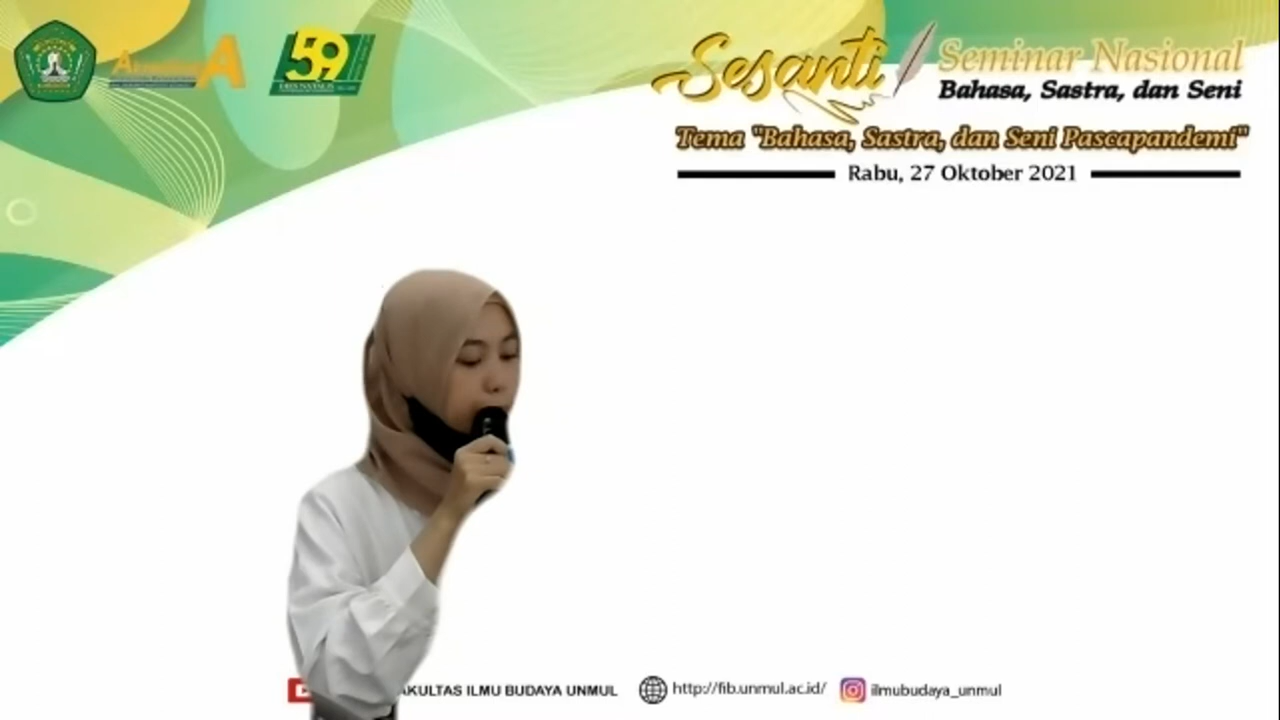 59
Sesanti
Seminar Nasional
Bahasa, Sastra, dan Seni
Tema "Bahasa, Sastra, dan Seni Pascapandemi"
Rabu, 27 Oktober 2021
AKULTAS ILMU BUDAYA UNMUL
http://fib.unmul.ac.id/
ilmubudaya_unmul